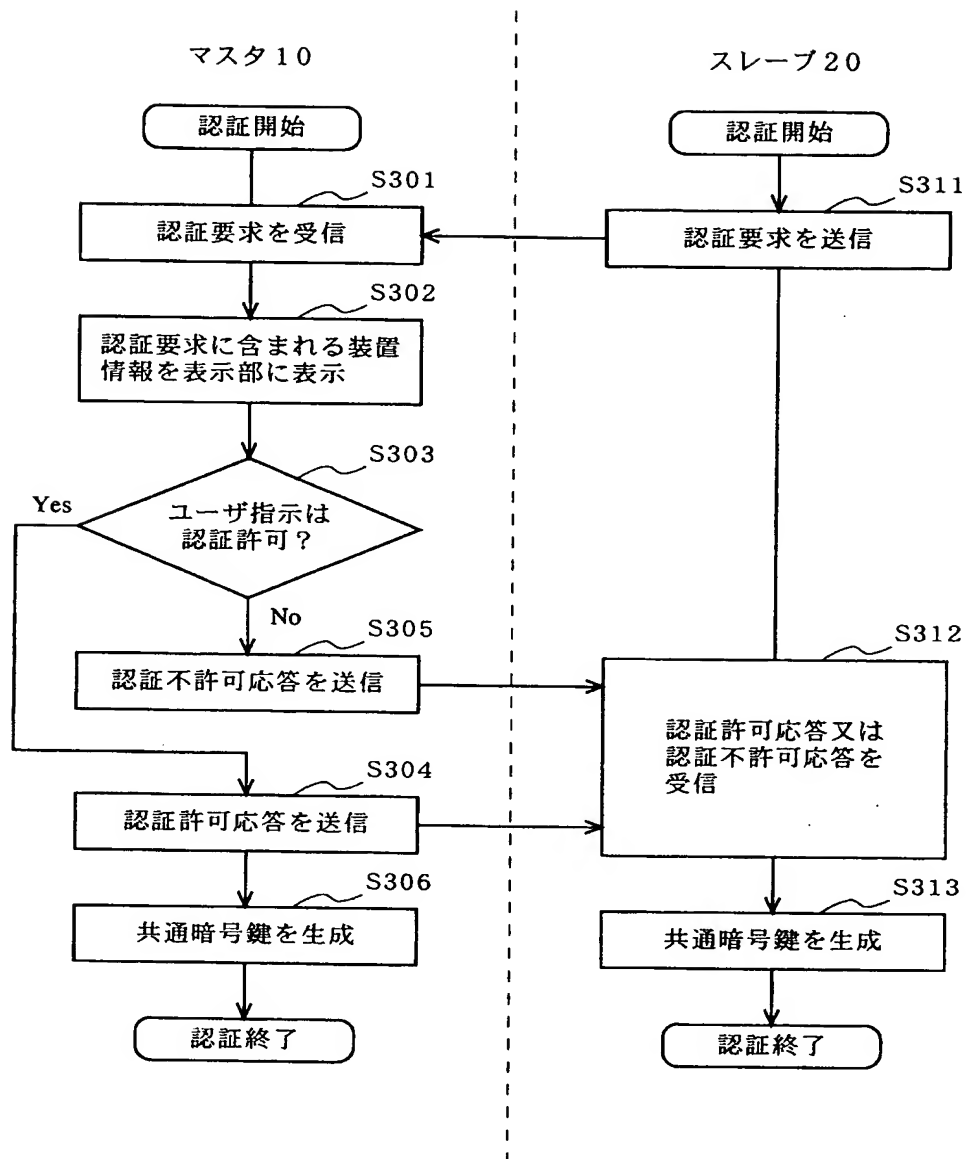 マスタ10
認証開始
S301
認証要求を受信
S302
認証要求に含まれる装置
情報を表示部に表示
S303
Yes
ユーザ指示は
認証許可？
No
S305
認証不許可応答を送信
S304
認証許可応答を送信
S306
共通暗号鍵を生成
認証終了
スレーブ20
認証開始
S311
認証要求を送信
S312
認証許可応答又は
認証不許可応答を
受信
S313
共通暗号鍵を生成
認証終了